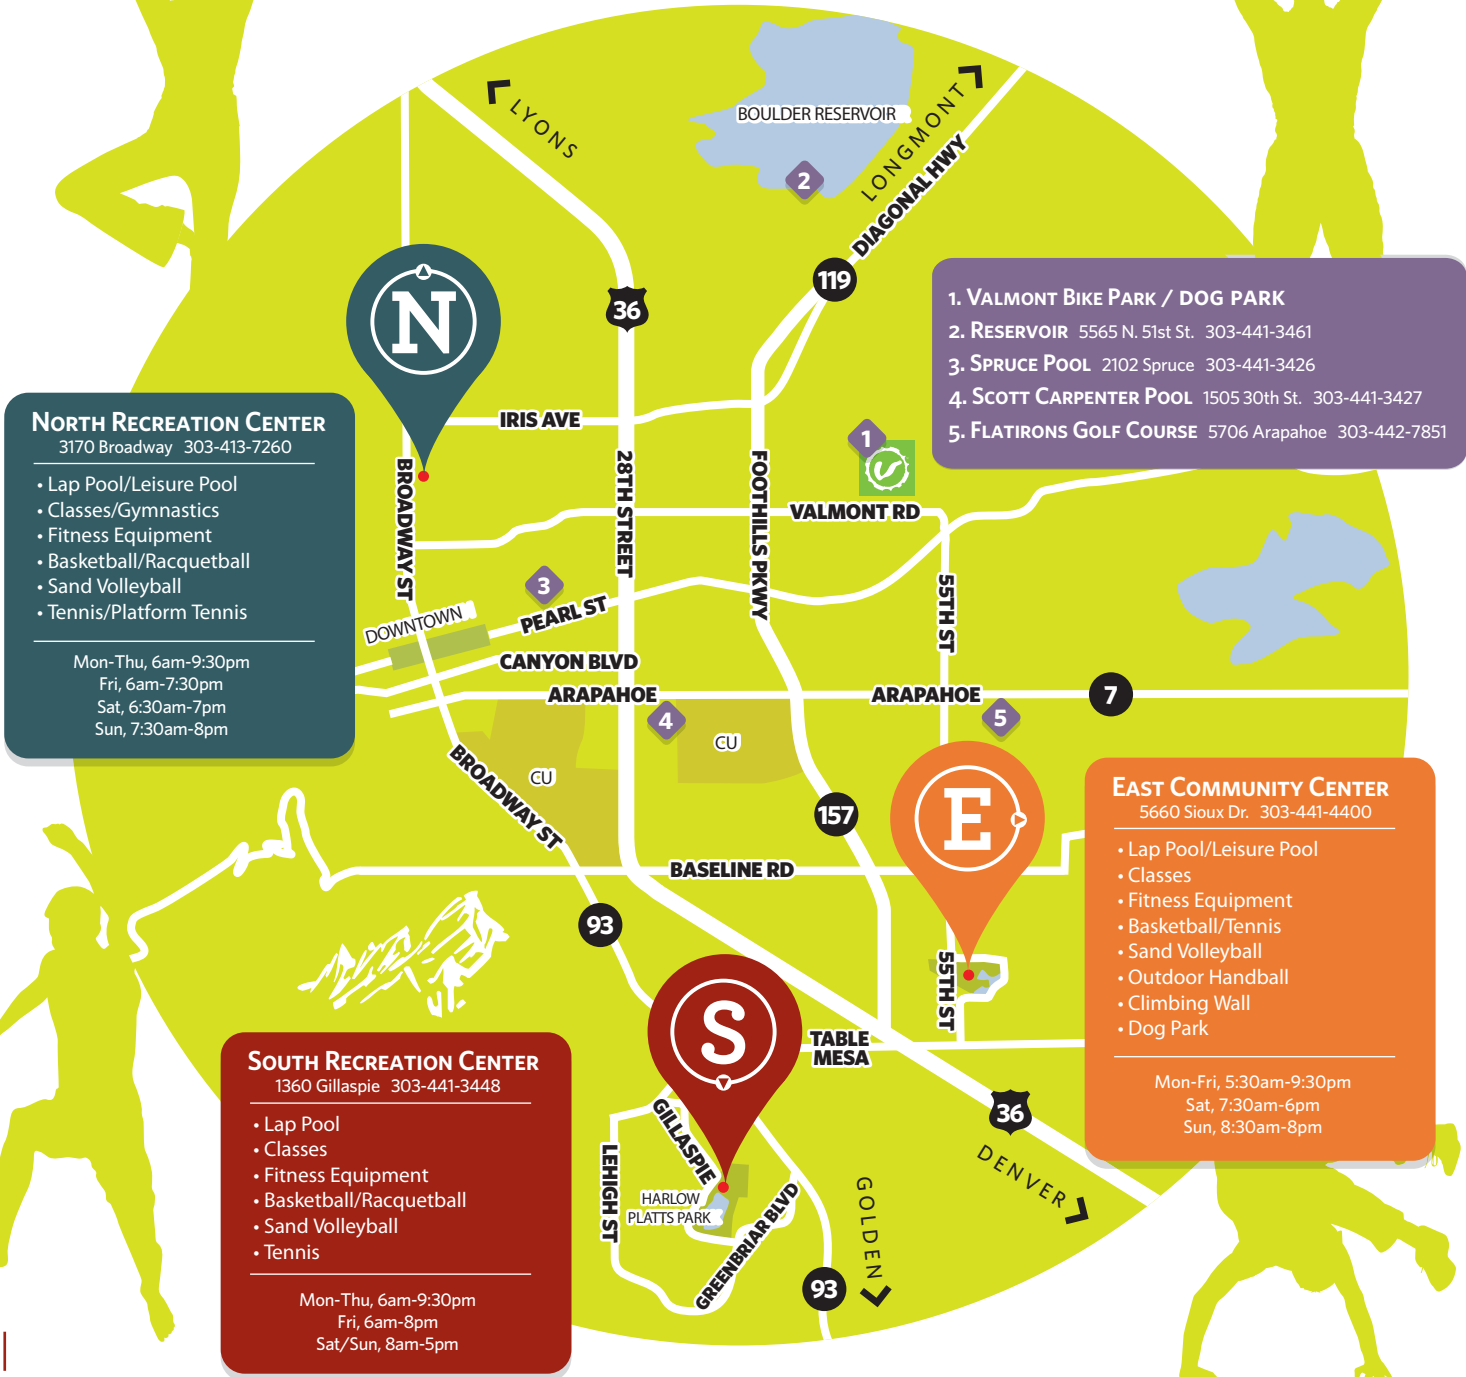 LYONS
BOULDER RESERVOIR
LONGMONT
DIAGONAL HWY
2
119
36
N
1. Valmont Bike Park / dog park
2. Reservoir 5565 N. 51st St. 303-441-3461
3. Spruce Pool 2102 Spruce 303-441-3426
4. Scott Carpenter Pool 1505 30th St. 303-441-3427
5. Flatirons Golf Course 5706 Arapahoe 303-442-7851
North Recreation Center
3170 Broadway 303-413-7260
• Lap Pool/Leisure Pool
• Classes/Gymnastics
• Fitness Equipment
• Basketball/Racquetball
• Sand Volleyball
• Tennis/Platform Tennis
Mon-Thu, 6am-9:30pm
Fri, 6am-7:30pm
Sat, 6:30am-7pm
Sun, 7:30am-8pm
IRIS AVE
1
BROADWAY ST
28TH STREET
FOOTHILLS PKWY
VALMONT RD
3
55TH ST
PEARL ST
DOWNTOWN
CANYON BLVD
ARAPAHOE
ARAPAHOE
7
4
5
CU
CU
BROADWAY ST
157
E
BASELINE RD
93
55TH ST
East Community Center
5660 Sioux Dr. 303-441-4400
• Lap Pool/Leisure Pool
• Classes
• Fitness Equipment
• Basketball/Tennis
• Sand Volleyball
• Outdoor Handball
• Climbing Wall
• Dog Park
Mon-Fri, 5:30am-9:30pm
Sat, 7:30am-6pm
Sun, 8:30am-8pm
S
TABLE
MESA
South Recreation Center
1360 Gillaspie 303-441-3448
• Lap Pool
• Classes
• Fitness Equipment
• Basketball/Racquetball
• Sand Volleyball
• Tennis
Mon-Thu, 6am-9:30pm
Fri, 6am-8pm
Sat/Sun, 8am-5pm
GILLASPIE
LEHIGH ST
HARLOW
PLATTS PARK
GREENBRIAR BLVD
36
DENVER
GOLDEN
93